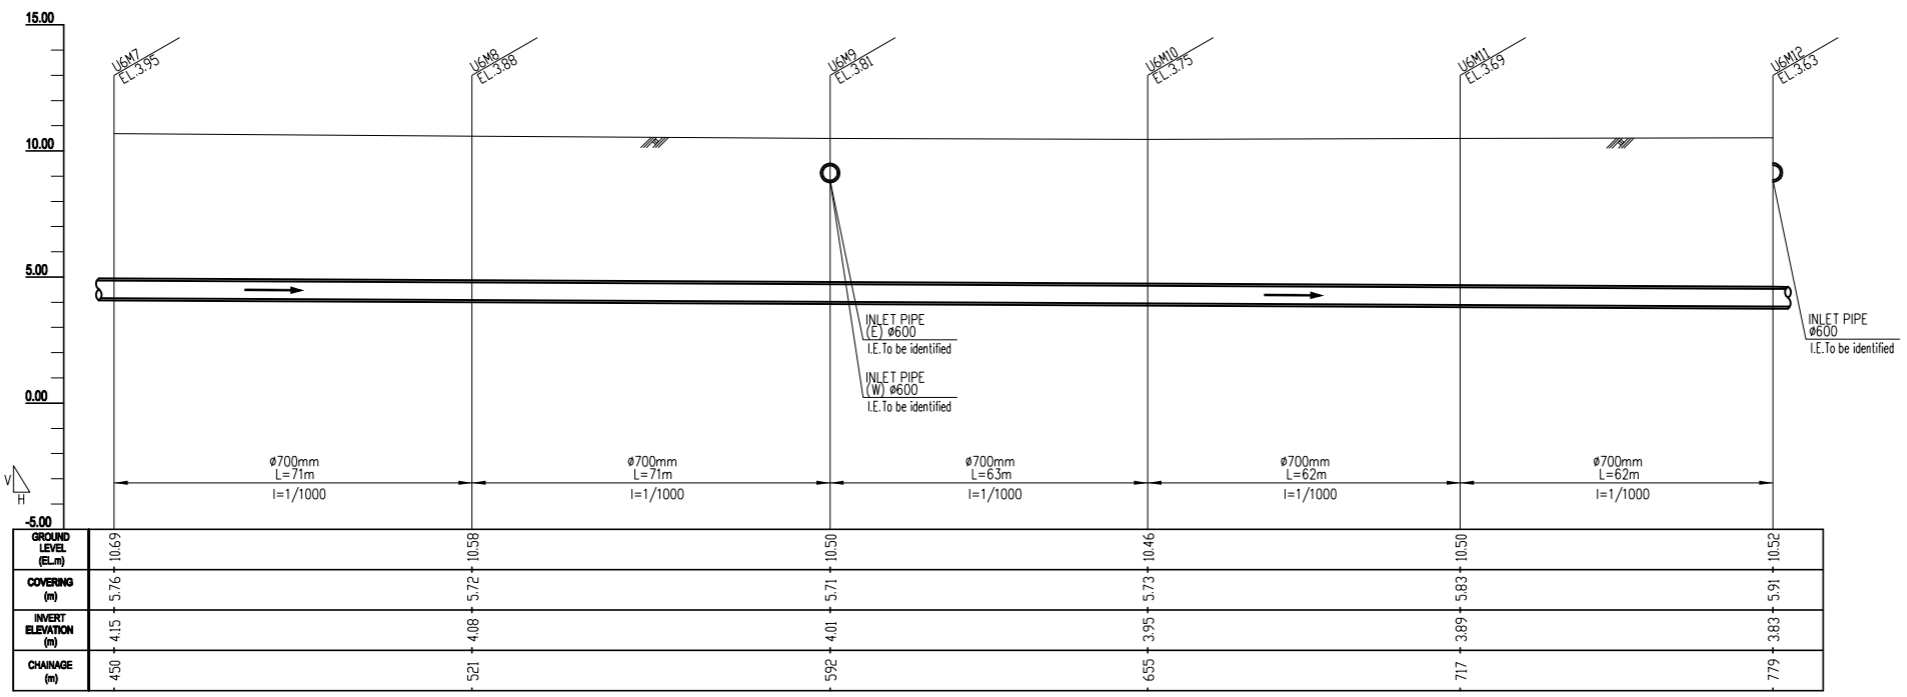 15.00
10.00
5.00
0.00
-5.00
U6M7
EL.3.95
U6M8
EL.3.88
U6M9
EL.3.81
U6M10
EL.3.75
U6M11
EL.3.69
U6M12
EL.3.63
INLET PIPE
(E) ø600
I.E.To be identified
INLET PIPE
(W) ø600
I.E.To be identified
INLET PIPE
ø600
I.E.To be identified
V
H
ø700mm
L=71m
I=1/1000
ø700mm
L=71m
I=1/1000
ø700mm
L=63m
I=1/1000
ø700mm
L=62m
I=1/1000
ø700mm
L=62m
I=1/1000
GROUND
LEVEL
(EL.m)
10.69 10.58 10.50 10.46 10.50 10.52
COVERING
(m)
5.76 5.72 5.71 5.73 5.83 5.91
INVERT
ELEVATION
(m)
4.15 4.08 4.01 3.95 3.89 3.83
CHAINAGE
(m)
450 521 592 655 717 779